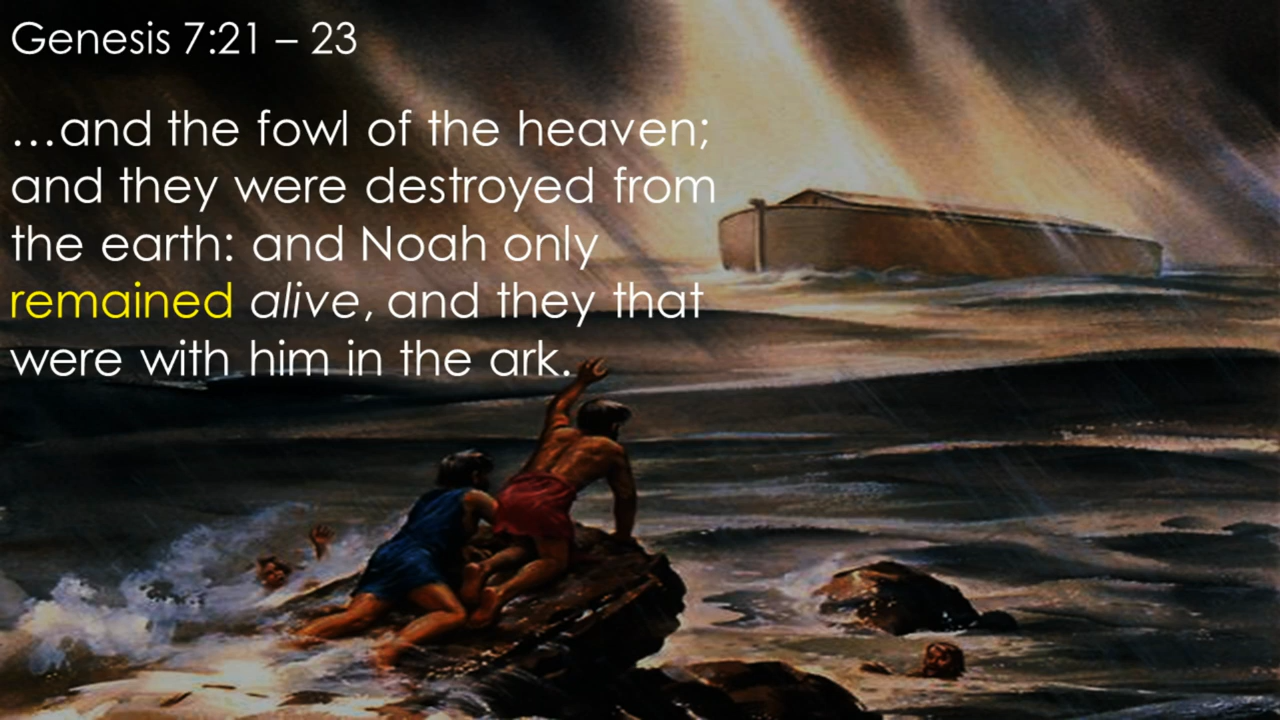 Genesis 7:21 – 23
…and the fowl of the heaven;
and they were destroyed from
the earth: and Noah only
remained alive, and they that
were with him in the ark.